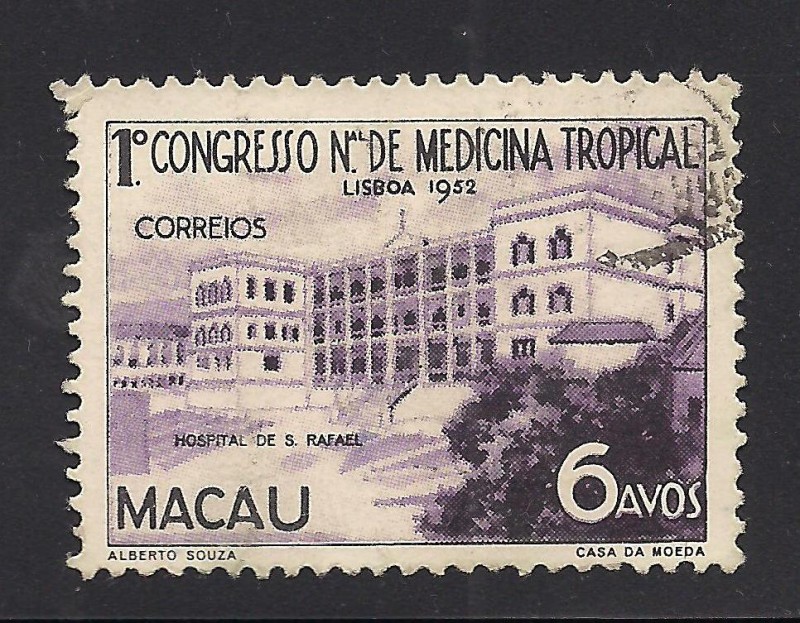 1º CONGRESSO N.AL DE MEDICINA TROPICAL
LISBOA 1952
CORREIOS
HOSPITAL DE S. RAFAEL
MACAU
6 AVOS
ALBERTO SOUZA
CASA DA MOEDA